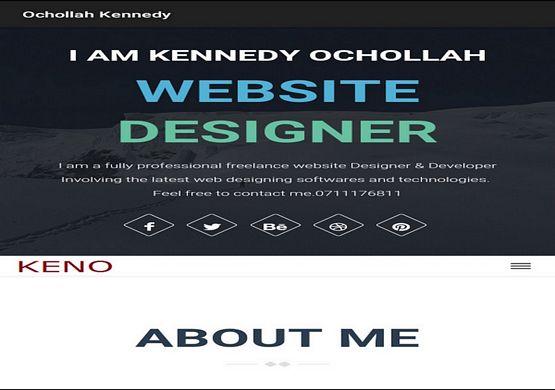 Ochollah Kennedy
I AM KENNEDY OCHOLLAH
WEBSITE
DESIGNER
I am a fully professional freelance website Designer & Developer
Involving the latest web designing softwares and technologies.
Feel free to contact me.0711176811
KENO
ABOUT ME